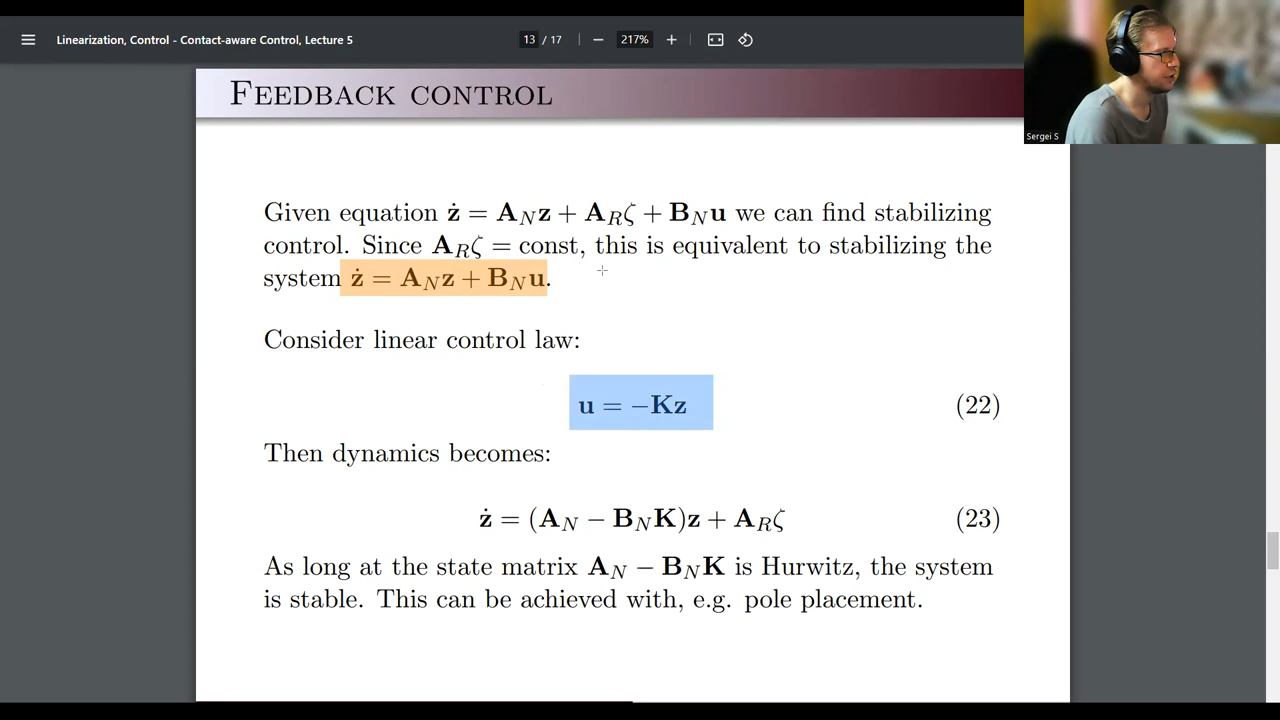 Linearization, Control - Contact-aware Control, Lecture 5
13 / 17
217%
Sergei S
FEEDBACK CONTROL
Given equation ż = A_N z + A_R ζ + B_N u we can find stabilizing
control. Since A_R ζ = const, this is equivalent to stabilizing the
system ż = A_N z + B_N u.
Consider linear control law:
u = −Kz (22)
Then dynamics becomes:
ż = (A_N − B_N K)z + A_R ζ (23)
As long at the state matrix A_N − B_N K is Hurwitz, the system
is stable. This can be achieved with, e.g. pole placement.